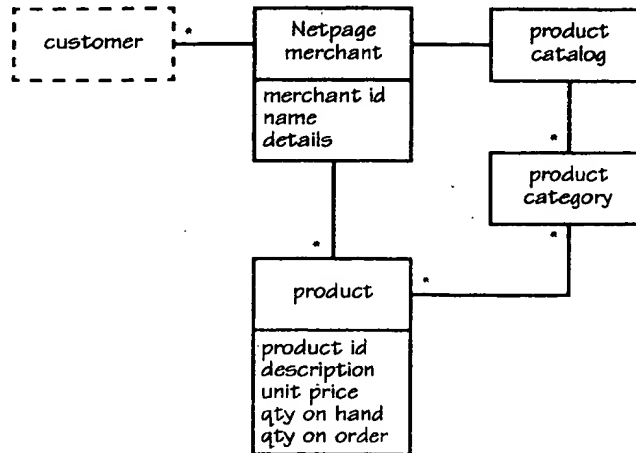 customer
*
Netpage
merchant
merchant id
name
details
product
catalog
*
product
category
*
*
*
product
product id
description
unit price
qty on hand
qty on order